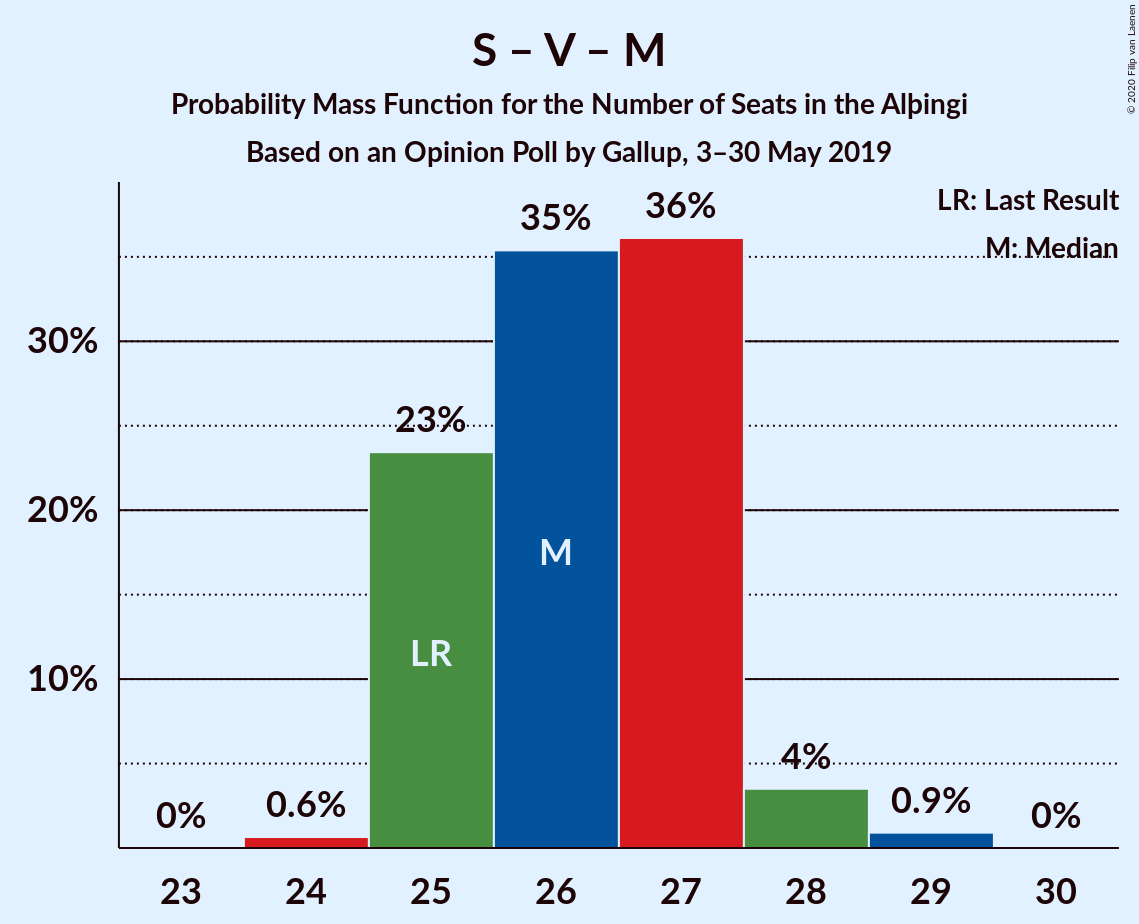 S – V – M
Probability Mass Function for the Number of Seats in the Alþingi
Based on an Opinion Poll by Gallup, 3–30 May 2019
© 2020 Filip van Laenen
LR: Last Result
M: Median
30%
20%
10%
0%
0.6%
23%
35%
36%
4%
0.9%
0%
LR
M
23 24 25 26 27 28 29 30